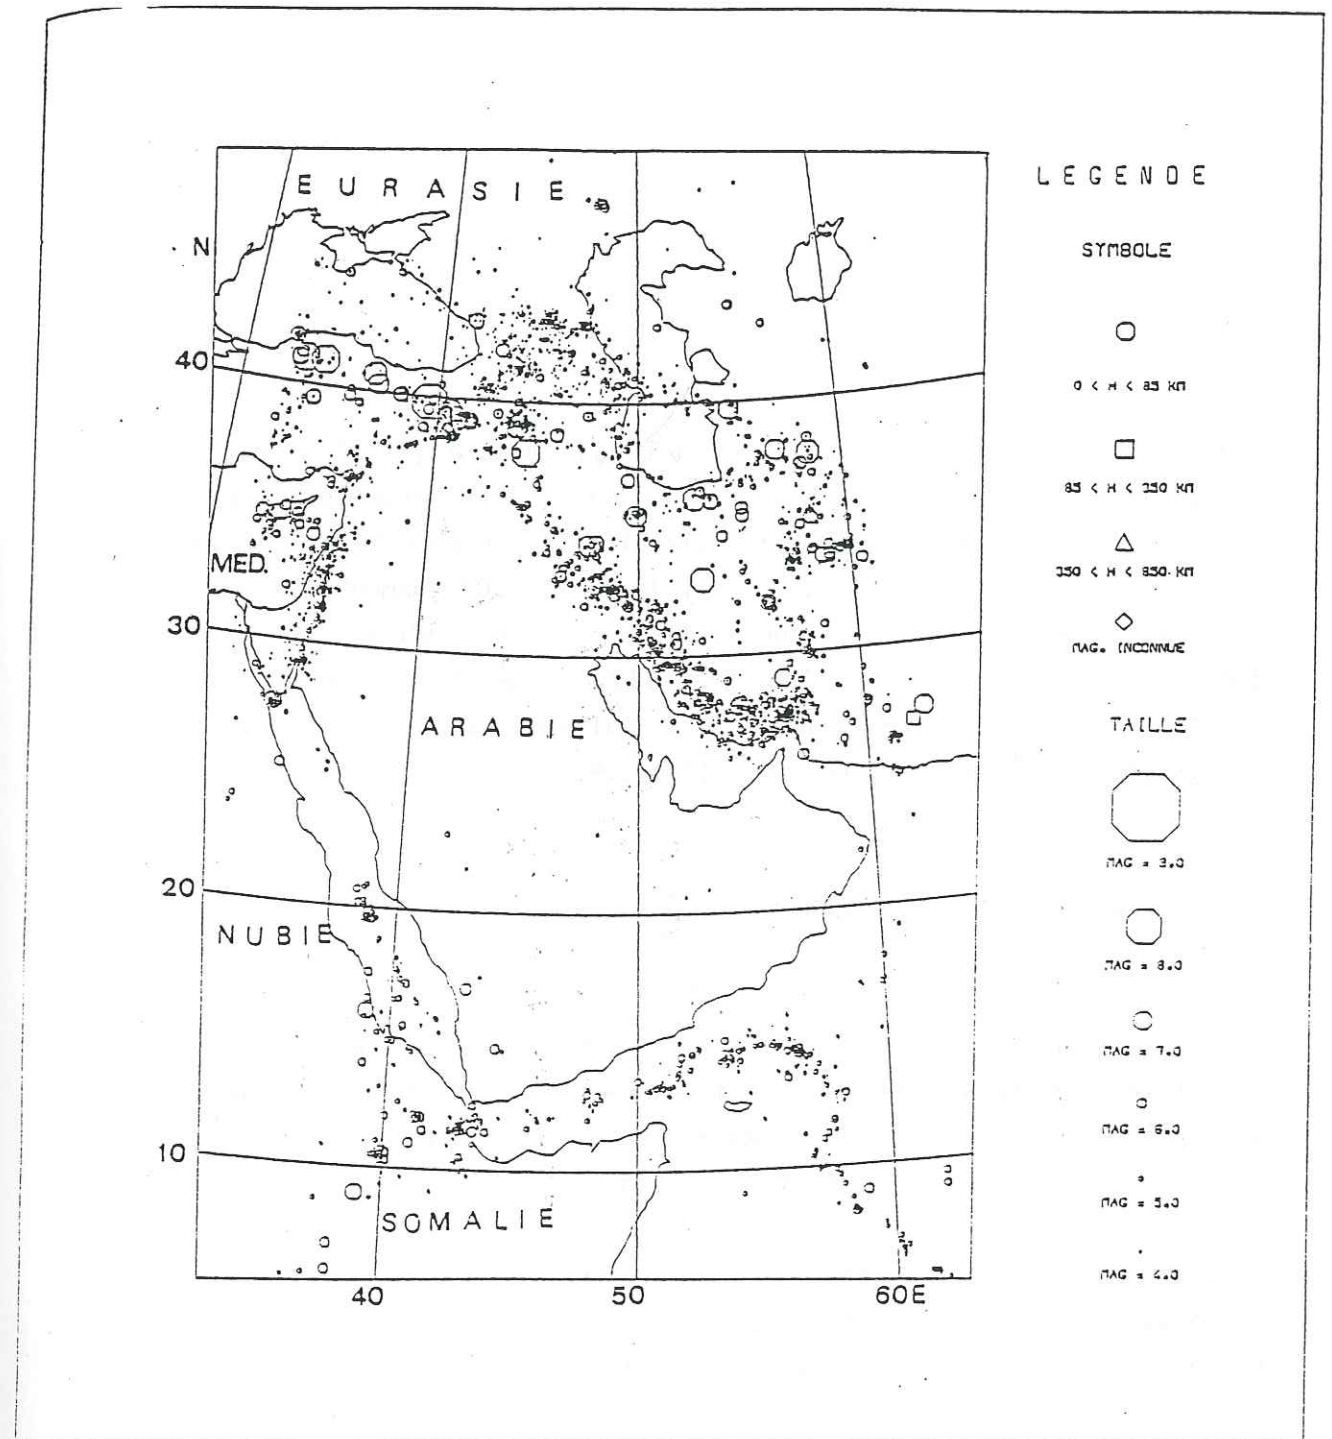 EURASIE
N
40
MED.
30
ARABIE
20
NUBIE
10
SOMALIE
40 50 60E
LEGENDE
SYMBOLE
0 < H < 85 KM
85 < H < 350 KM
350 < H < 850. KM
MAG. INCONNUE
TAILLE
MAG = 9.0
MAG = 8.0
MAG = 7.0
MAG = 6.0
MAG = 5.0
MAG = 4.0